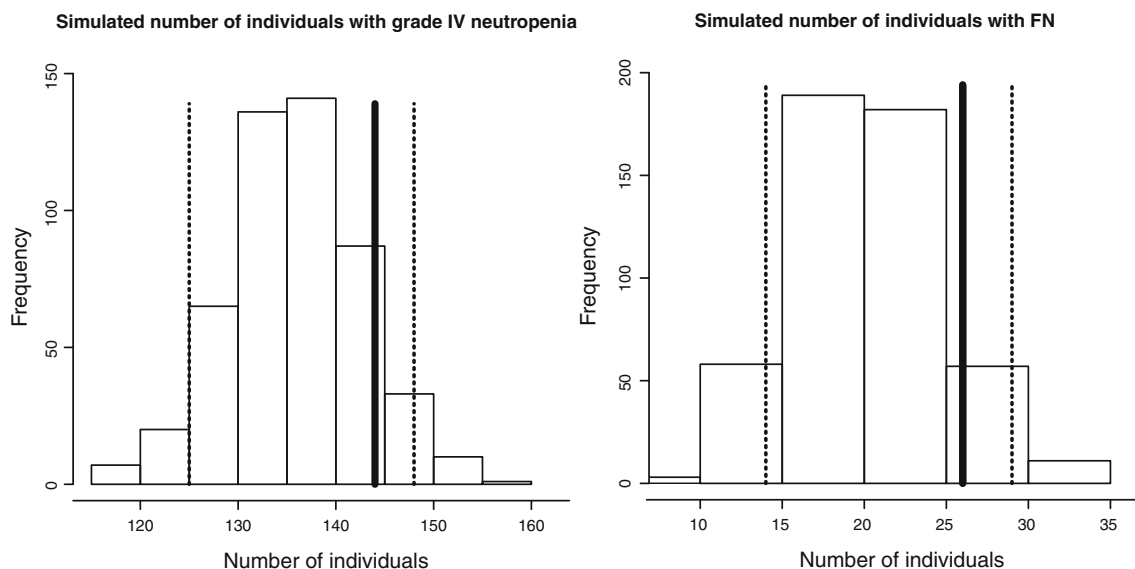 Simulated number of individuals with grade IV neutropenia
150
100
50
0
Frequency
120 130 140 150 160
Number of individuals
Simulated number of individuals with FN
200
150
100
50
0
Frequency
10 15 20 25 30 35
Number of individuals